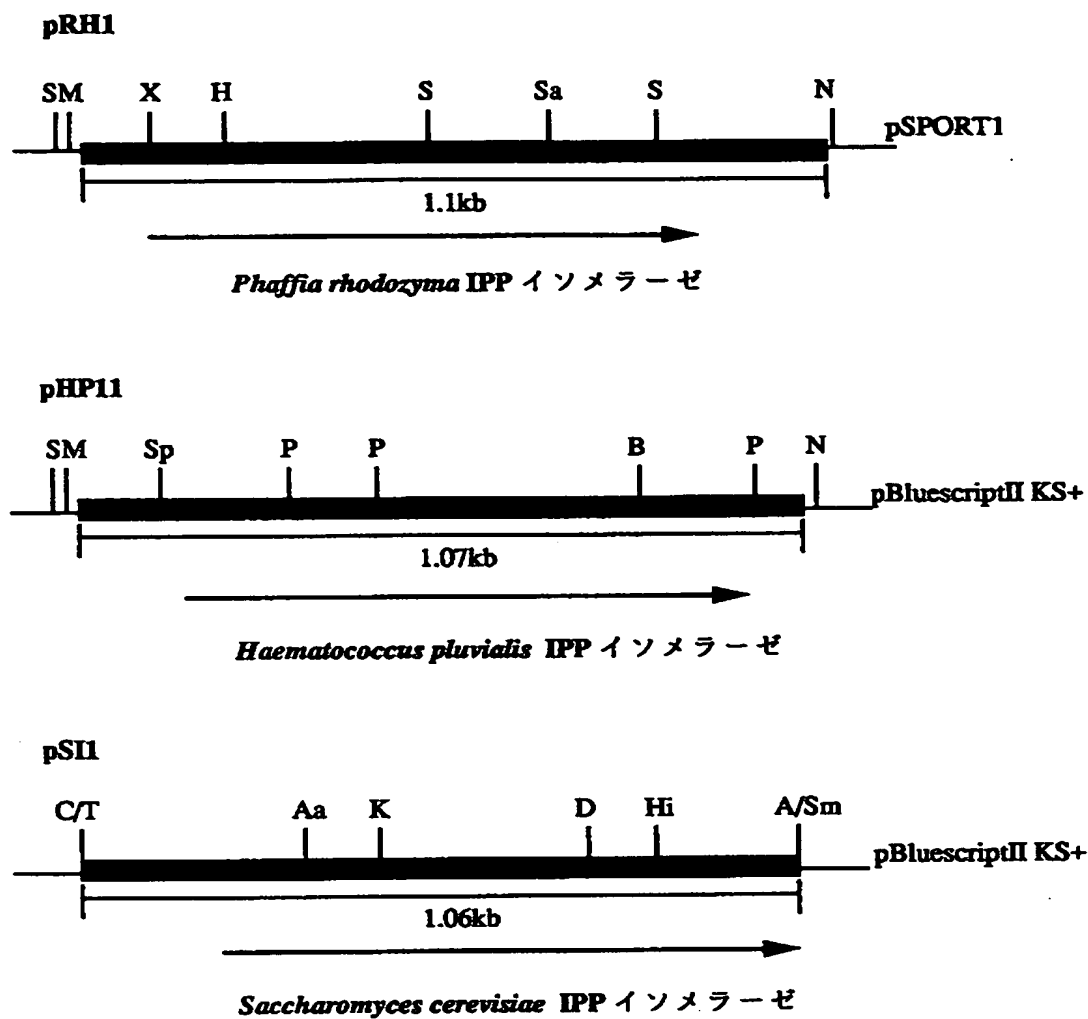 pRH1
SM X H S Sa S N
pSPORT1
1.1kb
Phaffia rhodozyma IPP イソメラーゼ
pHP11
SM Sp P P B P N
pBluescriptII KS+
1.07kb
Haematococcus pluvialis IPP イソメラーゼ
pSI1
C/T Aa K D Hi A/Sm
pBluescriptII KS+
1.06kb
Saccharomyces cerevisiae IPP イソメラーゼ